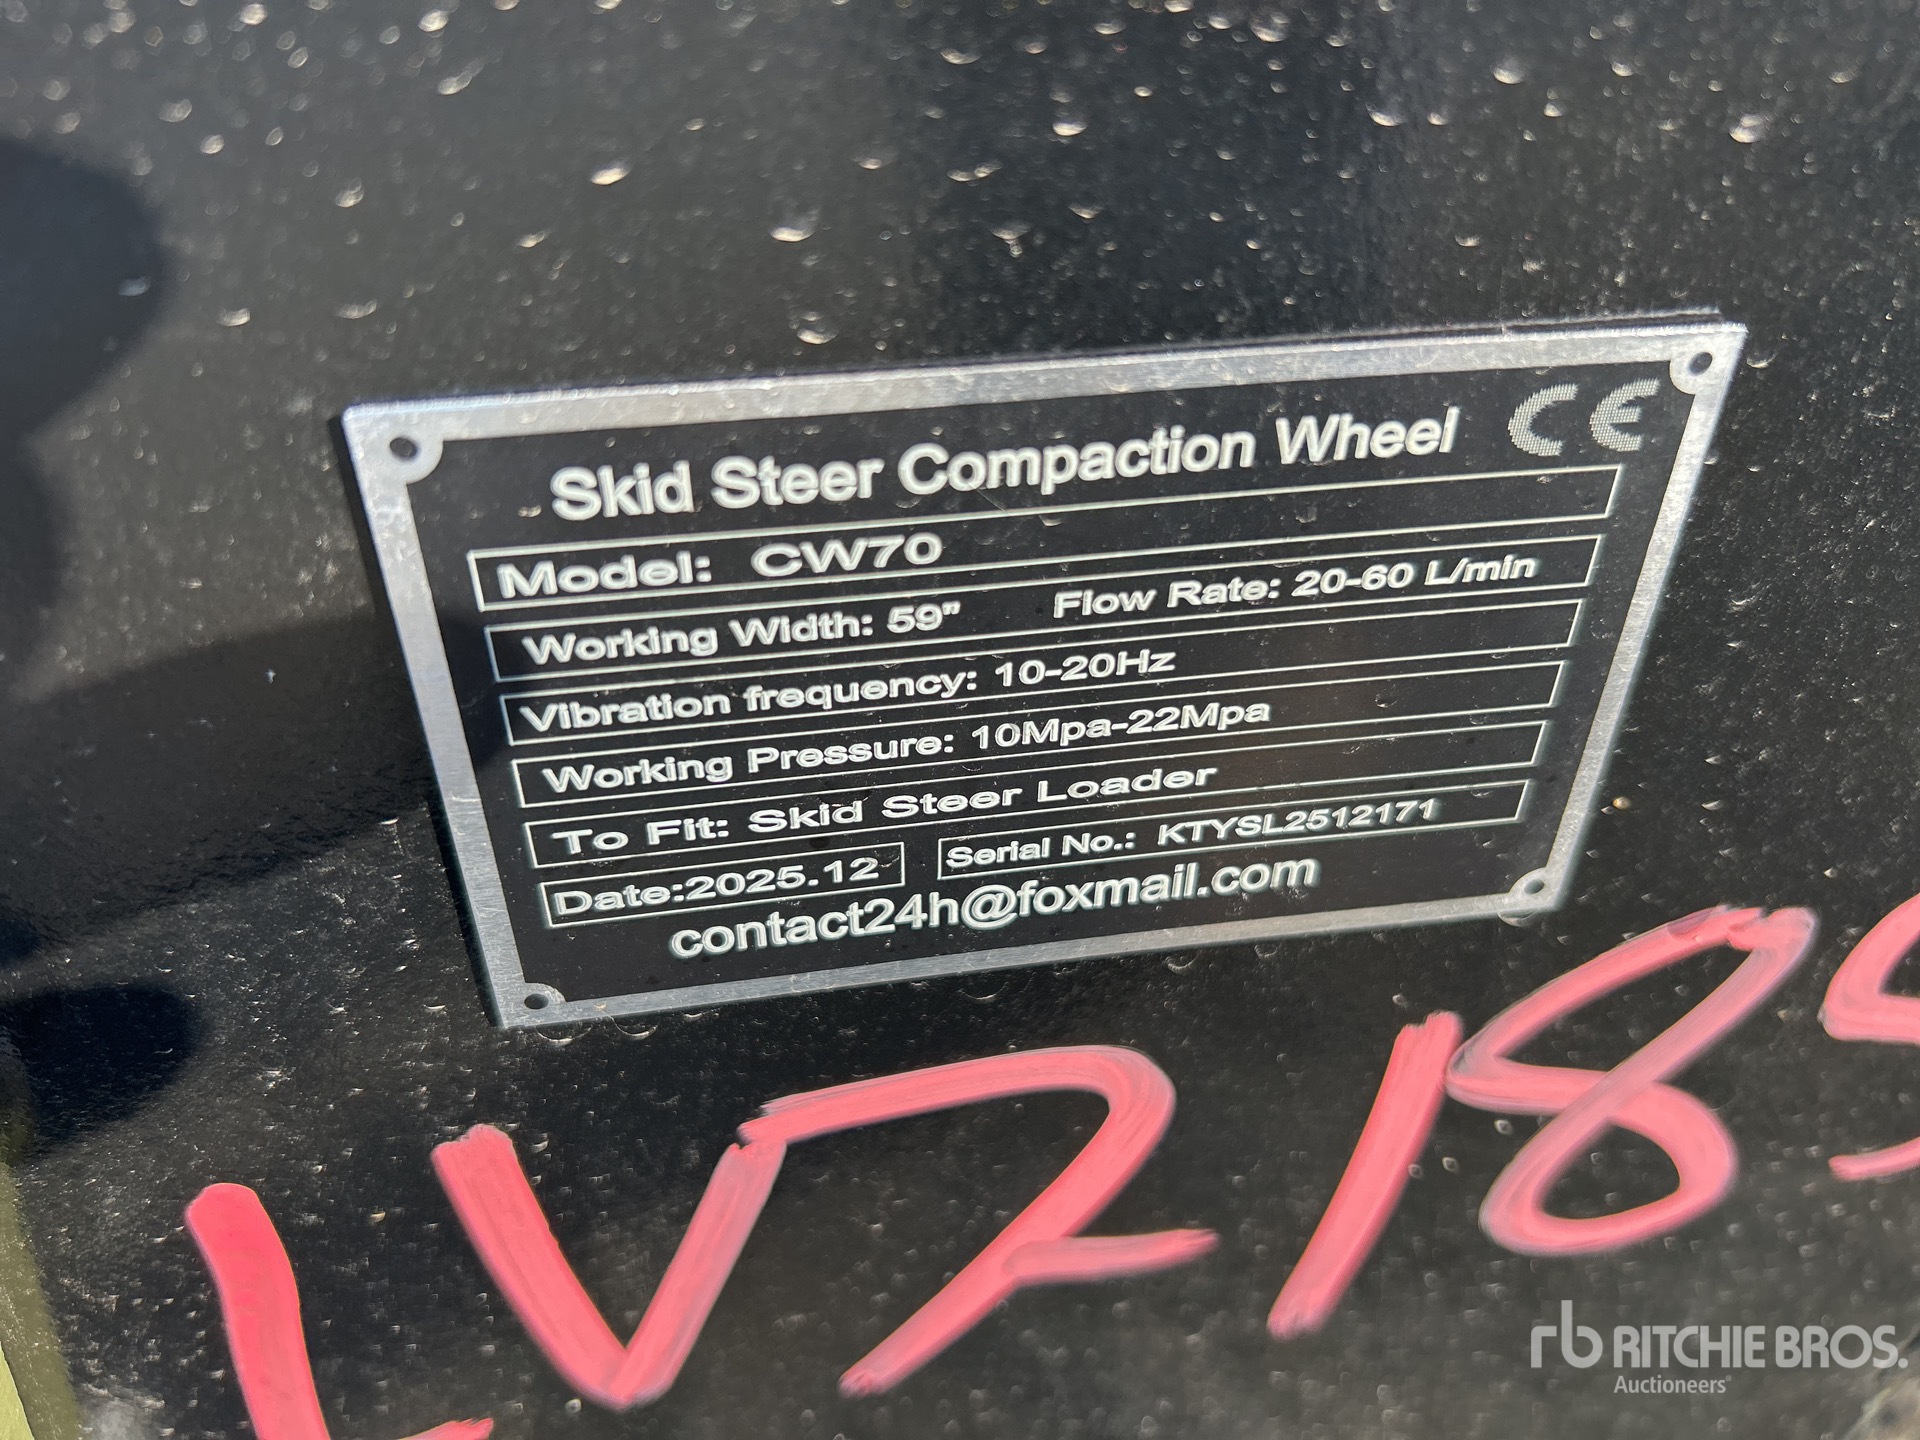 Skid Steer Compaction Wheel CE
Model: CW70
Working Width: 59" Flow Rate: 20-60 L/min
Vibration frequency: 10-20Hz
Working Pressure: 10Mpa-22Mpa
To Fit: Skid Steer Loader
Date:2025.12 Serial No.: KTYSL2512171
contact24h@foxmail.com
LV7189
rb RITCHIE BROS.
Auctioneers